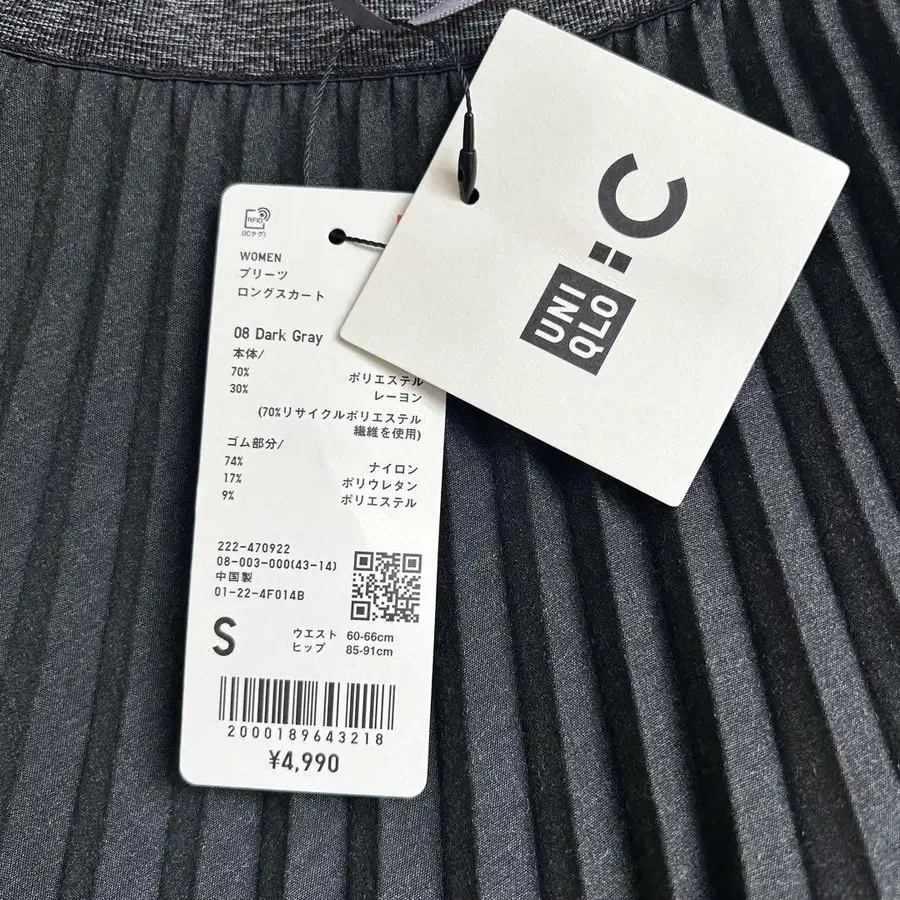 RFID
(ICタグ)
WOMEN
プリーツ
ロングスカート
08 Dark Gray
本体/
70% ポリエステル
30% レーヨン
(70%リサイクルポリエステル
繊維を使用)
ゴム部分/
74% ナイロン
17% ポリウレタン
9% ポリエステル
222-470922
08-003-000(43-14)
中国製
01-22-4F014B
S
ウエスト 60-66cm
ヒップ 85-91cm
2000189643218
¥4,990
UNI
QLO
: C